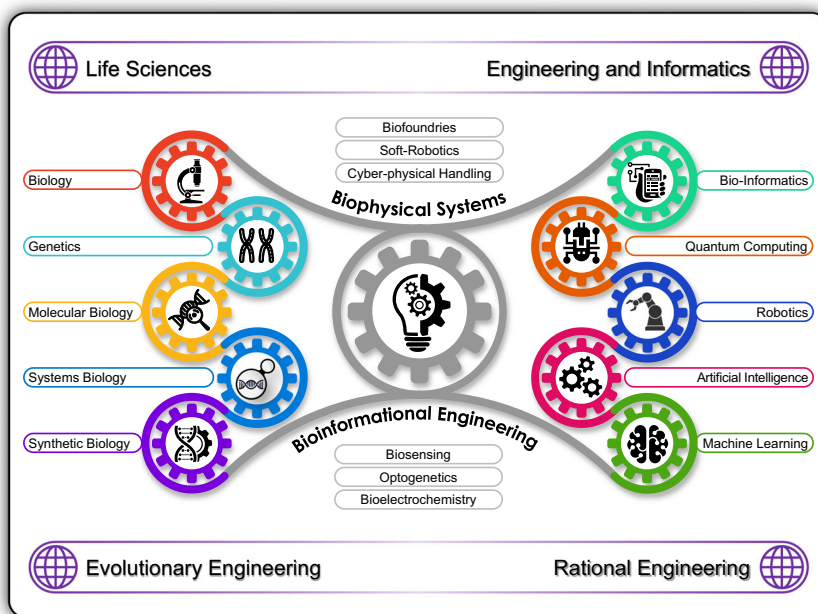 Life Sciences
Engineering and Informatics
Biofoundries
Soft-Robotics
Cyber-physical Handling
Biophysical Systems
Biology
Bio-Informatics
Genetics
Quantum Computing
Molecular Biology
Robotics
Systems Biology
Artificial Intelligence
Synthetic Biology
Machine Learning
Bioinformational Engineering
Biosensing
Optogenetics
Bioelectrochemistry
Evolutionary Engineering
Rational Engineering